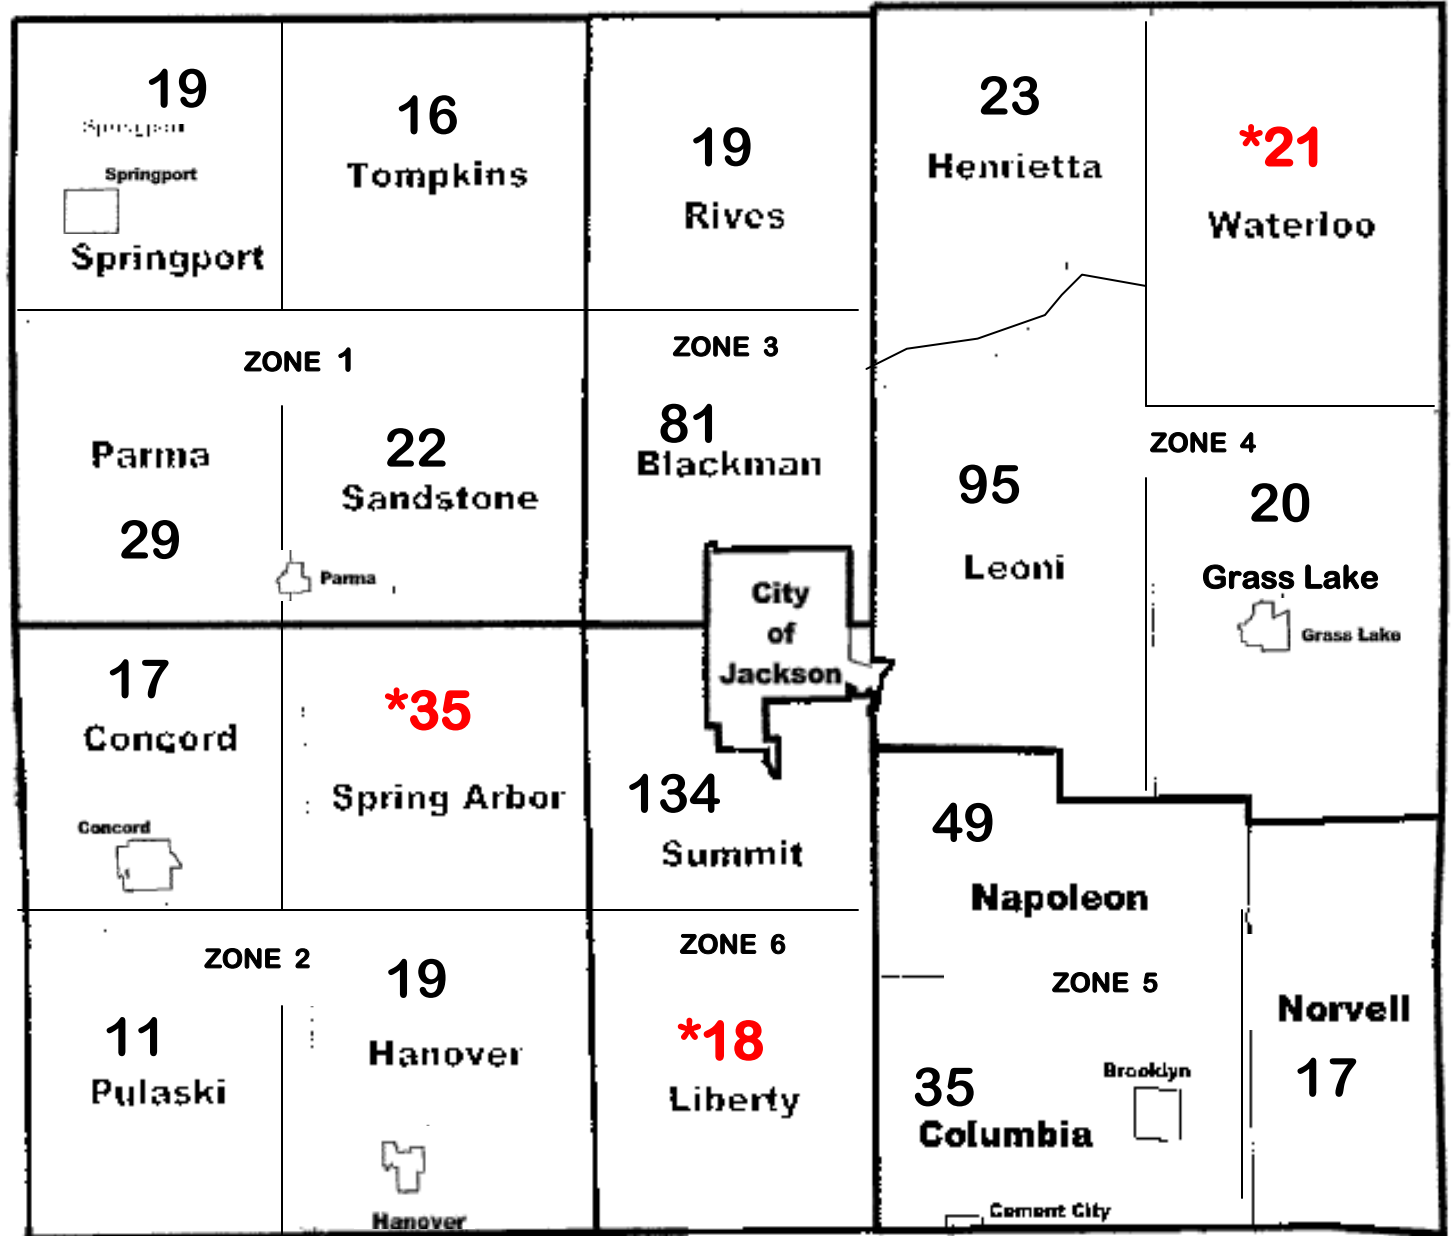 19
Springport
Springport
Springport
16
Tompkins
19
Rives
23
Henrietta
*21
Waterloo
ZONE 1
Parma
29
22
Sandstone
Parma
ZONE 3
81
Blackman
City
of
Jackson
95
Leoni
ZONE 4
20
Grass Lake
Grass Lake
17
Concord
Concord
*35
Spring Arbor
134
Summit
49
Napoleon
ZONE 2
11
Pulaski
19
Hanover
Hanover
ZONE 6
*18
Liberty
ZONE 5
35
Columbia
Brooklyn
Cement City
Norvell
17